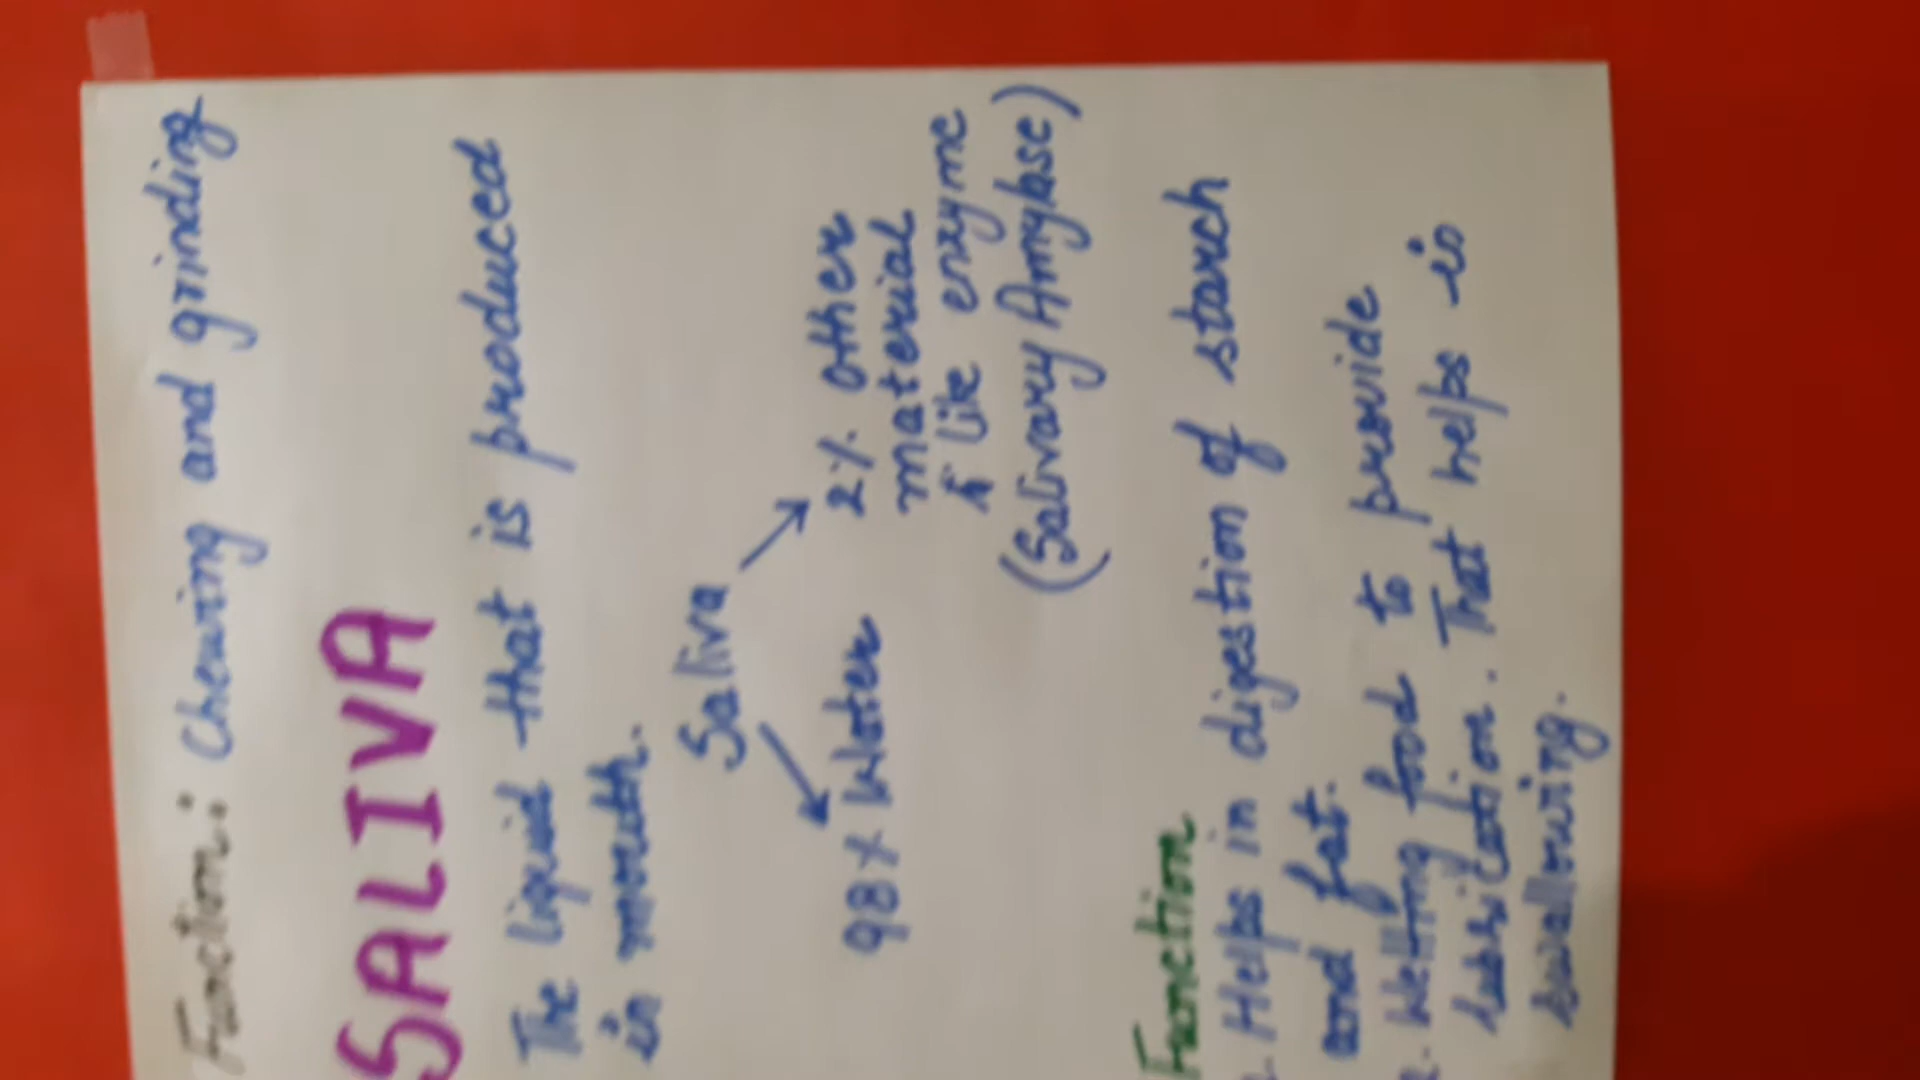 Function: Chewing and grinding
SALIVA
The liquid that is produced
in mouth.
Saliva
98% Water
2% other
material
like enzyme
(Salivary Amylase)
Function
Helps in digestion of starch
and fat.
Wetting food to provide
lubrication. That helps in
swallowing.